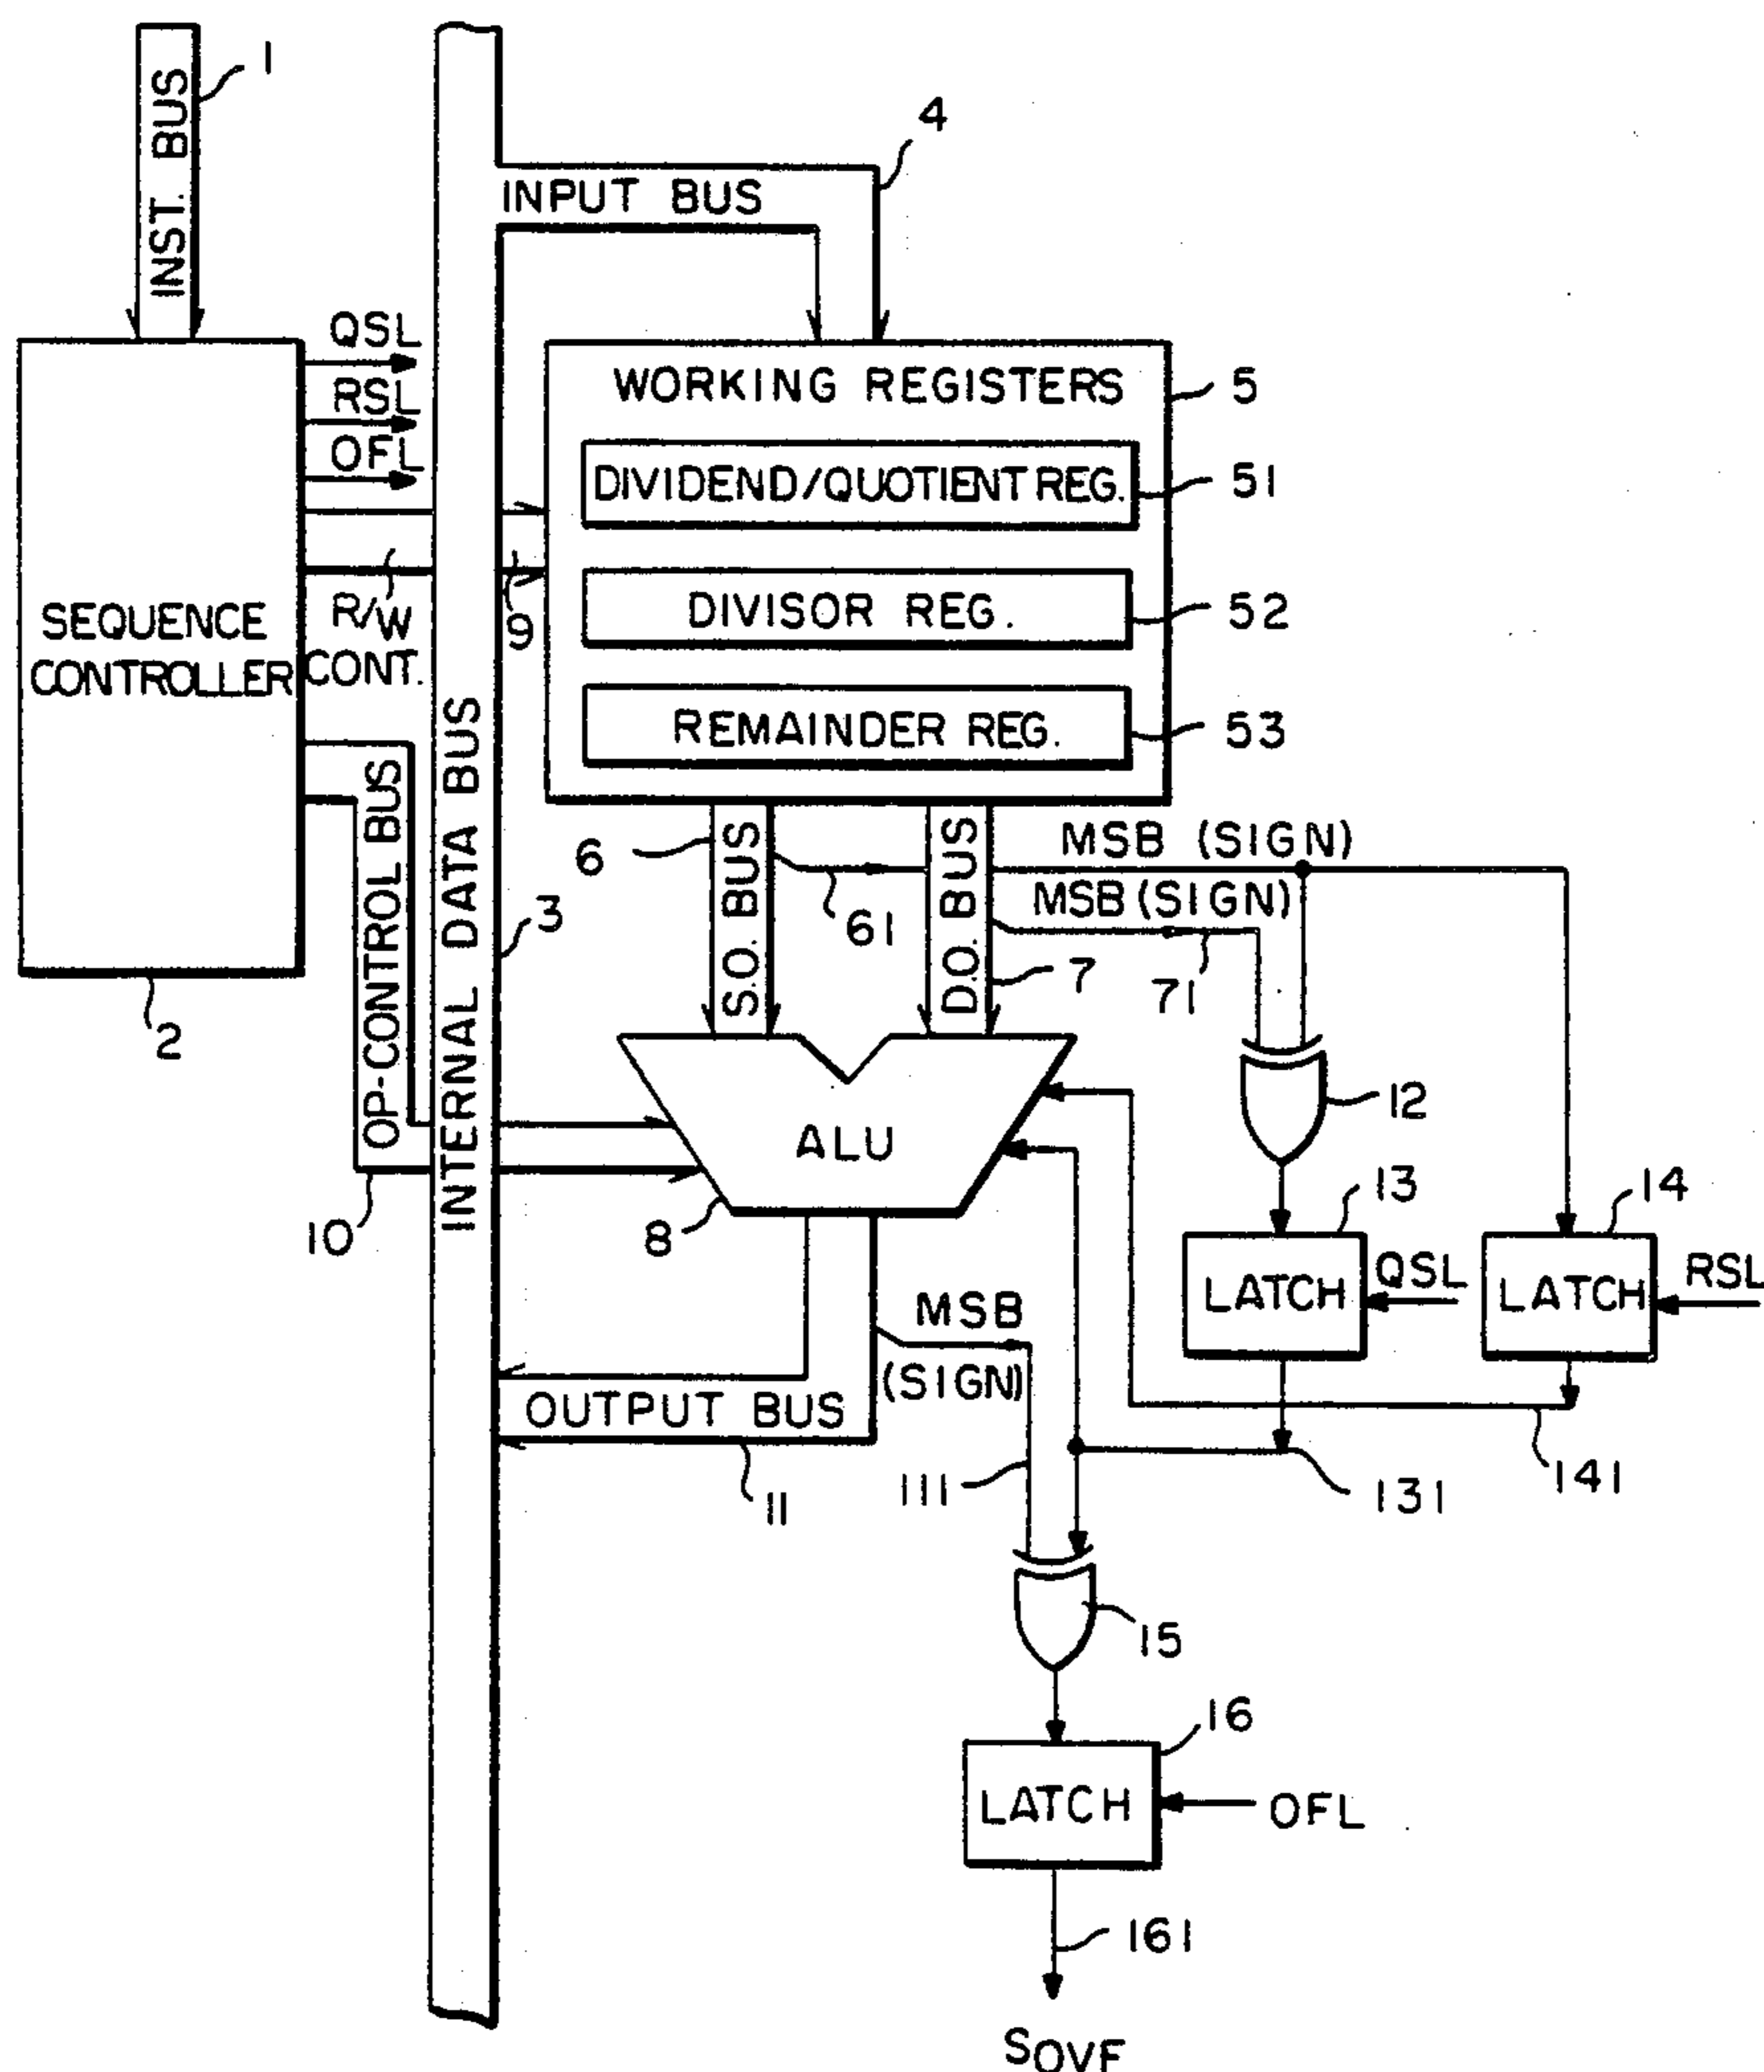 1
INST. BUS
4
INPUT BUS
QSL
RSL
OFL
WORKING REGISTERS
5
DIVIDEND/QUOTIENT REG.
51
SEQUENCE
CONTROLLER
R/W
CONT.
9
DIVISOR REG.
52
REMAINDER REG.
53
2
OP-CONTROL BUS
INTERNAL DATA BUS
3
6
S.O. BUS
61
D.O. BUS
7
MSB (SIGN)
MSB (SIGN)
71
12
ALU
8
10
13
14
LATCH
QSL
LATCH
RSL
MSB
(SIGN)
OUTPUT BUS
11
111
131
141
15
16
LATCH
OFL
161
SOVF